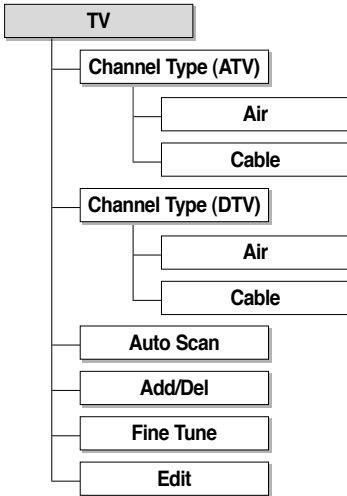 TV
Channel Type (ATV)
Air
Cable
Channel Type (DTV)
Air
Cable
Auto Scan
Add/Del
Fine Tune
Edit